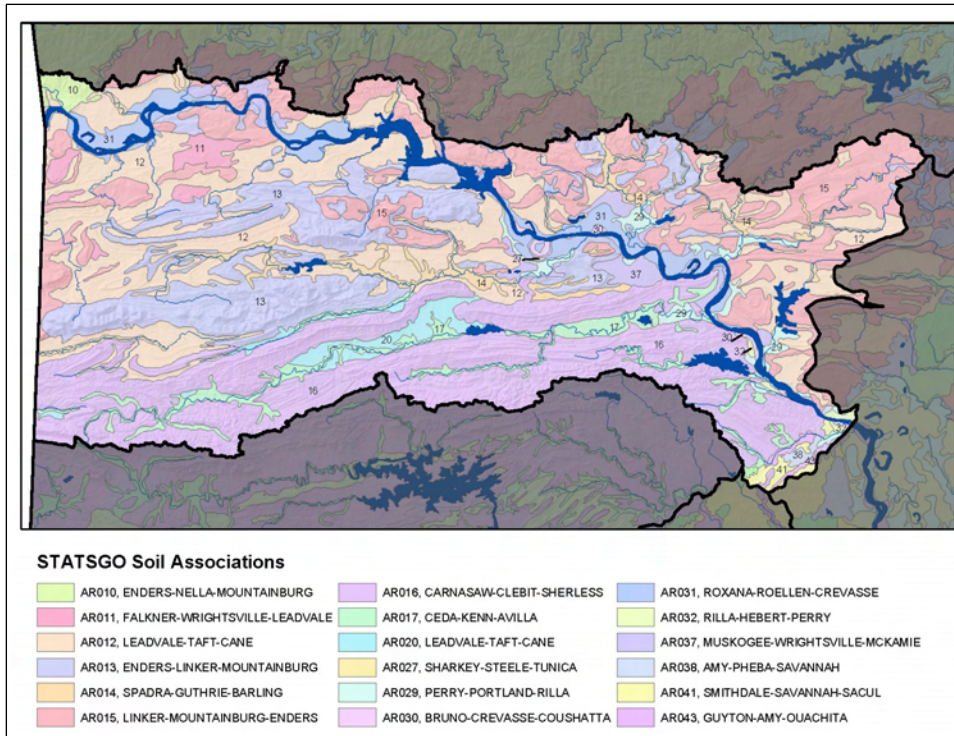 10
31
12
11
13
15
12
13
14
12
27
31
30
29
14
13
37
14
15
12
17
20
17
29
16
30
32
29
16
38
41
STATSGO Soil Associations
AR010, ENDERS-NELLA-MOUNTAINBURG
AR011, FALKNER-WRIGHTSVILLE-LEADVALE
AR012, LEADVALE-TAFT-CANE
AR013, ENDERS-LINKER-MOUNTAINBURG
AR014, SPADRA-GUTHRIE-BARLING
AR015, LINKER-MOUNTAINBURG-ENDERS
AR016, CARNASAW-CLEBIT-SHERLESS
AR017, CEDA-KENN-AVILLA
AR020, LEADVALE-TAFT-CANE
AR027, SHARKEY-STEELE-TUNICA
AR029, PERRY-PORTLAND-RILLA
AR030, BRUNO-CREVASSE-COUSHATTA
AR031, ROXANA-ROELLEN-CREVASSE
AR032, RILLA-HEBERT-PERRY
AR037, MUSKOGEE-WRIGHTSVILLE-MCKAMIE
AR038, AMY-PHEBA-SAVANNAH
AR041, SMITHDALE-SAVANNAH-SACUL
AR043, GUYTON-AMY-OUACHITA